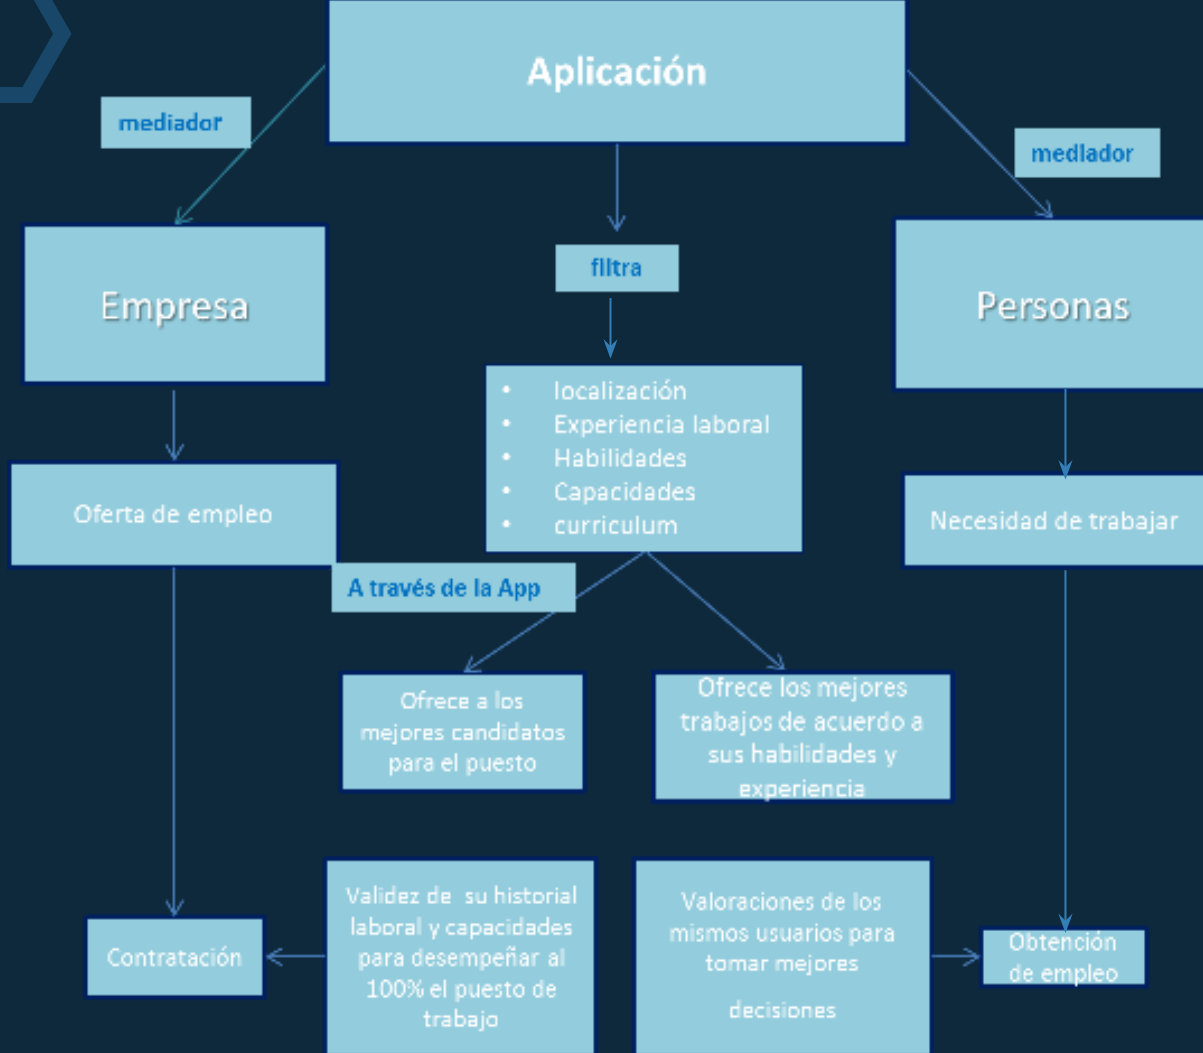 Aplicación
mediador
mediador
Empresa
filtra
Personas
• localización
• Experiencia laboral
• Habilidades
• Capacidades
• curriculum
Oferta de empleo
Necesidad de trabajar
A través de la App
Ofrece a los
mejores candidatos
para el puesto
Ofrece los mejores
trabajos de acuerdo a
sus habilidades y
experiencia
Contratación
Validez de su historial
laboral y capacidades
para desempeñar al
100% el puesto de
trabajo
Valoraciones de los
mismos usuarios para
tomar mejores
decisiones
Obtención
de empleo